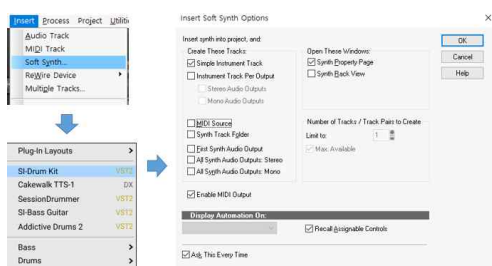 Insert Process Project Utiliti
Audio Track
MIDI Track
Soft Synth...
ReWire Device
Multiple Tracks...
Plug-In Layouts
SI-Drum Kit VST2
Cakewalk TTS-1 DX
SessionDrummer VST2
SI-Bass Guitar VST2
Addictive Drums 2 VST2
Bass
Drums
Insert Soft Synth Options
Insert synth into project, and:
Create These Tracks:
Simple Instrument Track
Instrument Track Per Output
Stereo Audio Outputs
Mono Audio Outputs
MIDI Source
Synth Track Folder
First Synth Audio Output
All Synth Audio Outputs: Stereo
All Synth Audio Outputs: Mono
Enable MIDI Output
Display Automation On:
Ask This Every Time
Open These Windows:
Synth Property Page
Synth Rack View
Number of Tracks / Track Pairs to Create
Limit to: 1
Max. Available
Recall Assignable Controls
OK
Cancel
Help